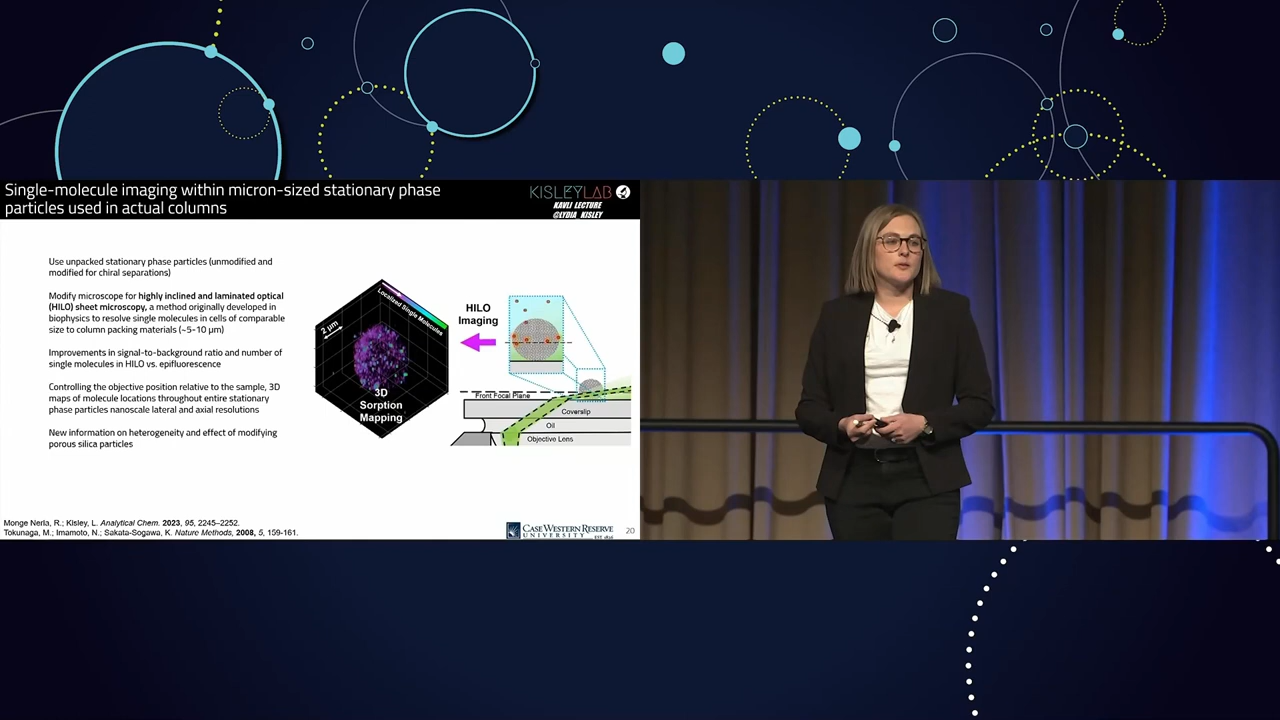 Single-molecule imaging within micron-sized stationary phase
particles used in actual columns
KISLEYLAB
KAVLI LECTURE
@LYDIA_KISLEY
Use unpacked stationary phase particles (unmodified and
modified for chiral separations)
Modify microscope for highly inclined and laminated optical
(HILO) sheet microscopy, a method originally developed in
biophysics to resolve single molecules in cells of comparable
size to column packing materials (~5-10 µm)
Improvements in signal-to-background ratio and number of
single molecules in HILO vs. epifluorescence
Controlling the objective position relative to the sample, 3D
maps of molecule locations throughout entire stationary
phase particles nanoscale lateral and axial resolutions
New information on heterogeneity and effect of modifying
porous silica particles
Localized Single Molecules
2 µm
3D
Sorption
Mapping
HILO
Imaging
Front Focal Plane
Coverslip
Oil
Objective Lens
Monge Neria, R.; Kisley, L. Analytical Chem. 2023, 95, 2245–2252.
Tokunaga, M.; Imamoto, N.; Sakata-Sogawa, K. Nature Methods, 2008, 5, 159-161.
CASE WESTERN RESERVE
UNIVERSITY
EST. 1826
20